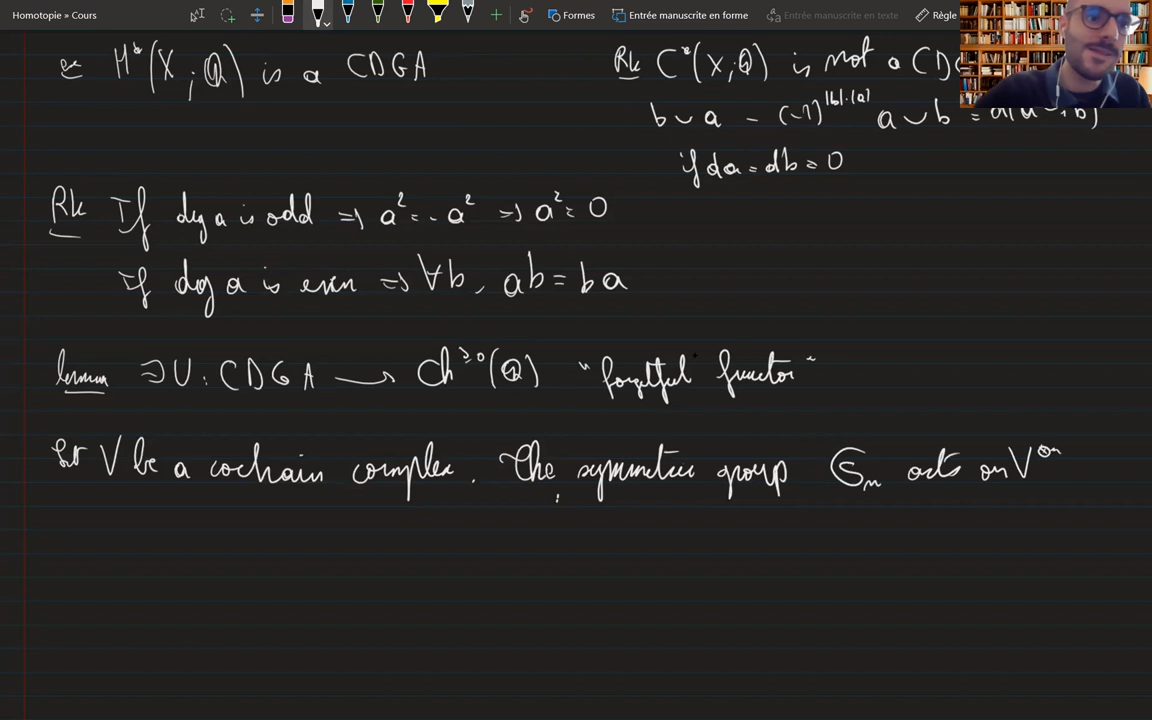 Homotopie » Cours
Formes
Entrée manuscrite en forme
Entrée manuscrite en texte
Règle
ex H*(X; Q) is a CDGA
Rk C*(X; Q) is not a CDG
b ∪ a - (-1)^{|b|·|a|} a ∪ b =
if da = db = 0
Rk If deg a is odd ⇒ a² = -a² ⇒ a² = 0
If deg a is even ⇒ ∀b, ab = ba
lemma ∃ U : CDGA → Ch^{≥0}(Q) "forgetful functor"
Let V be a cochain complex. The symmetric group 𝔖_n acts on V^{⊗n}